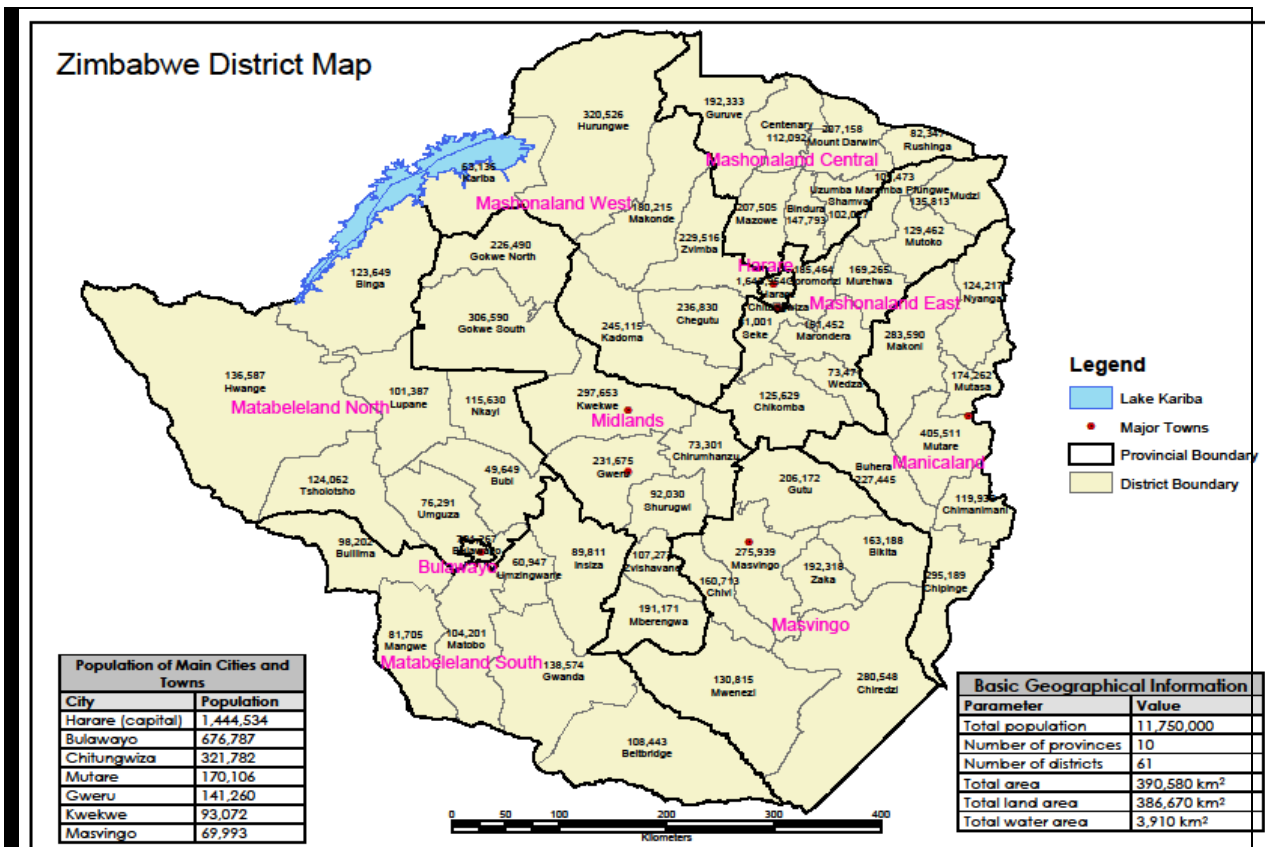 Zimbabwe District Map
192,333
Guruve
320,526
Hurungwe
Centenary
112,092
207,158
Mount Darwin
82,347
Rushinga
Mashonaland Central
Kariba
Mashonaland West
180,215
Makonde
207,505
Mazowe
Bindura
147,793
Uzumba Maramba Pfungwe
Shamva
135,813
Mudzi
129,462
Mutoko
226,490
Gokwe North
229,516
Zvimba
123,649
Binga
Harare
185,464
Goromonzi
169,265
Murehwa
Mashonaland East
124,217
Nyanga
306,590
Gokwe South
236,830
Chegutu
245,115
Kadoma
Chitungwiza
Seke
Marondera
283,590
Makoni
136,587
Hwange
101,387
Lupane
Matabeleland North
115,630
Nkayi
297,653
Kwekwe
Midlands
73,471
Wedza
174,262
Mutasa
125,629
Chikomba
73,301
Chirumhanzu
405,511
Mutare
Manicaland
231,675
Gweru
Buhera
227,445
124,062
Tsholotsho
49,649
Bubi
206,172
Gutu
76,291
Umguza
92,030
Shurugwi
Chimanimani
98,202
Bulilima
Bulawayo
Bulawayo
60,947
Umzingwane
89,811
Insiza
Zvishavane
275,939
Masvingo
163,188
Bikita
192,318
Zaka
160,713
Chivi
295,189
Chipinge
191,171
Mberengwa
Masvingo
81,705
Mangwe
104,201
Matobo
Matabeleland South
138,574
Gwanda
130,815
Mwenezi
280,548
Chiredzi
108,443
Beitbridge
Legend
Lake Kariba
Major Towns
Provincial Boundary
District Boundary
Population of Main Cities and
Towns
City Population
Harare (capital) 1,444,534
Bulawayo 676,787
Chitungwiza 321,782
Mutare 170,106
Gweru 141,260
Kwekwe 93,072
Masvingo 69,993
0 50 100 200 300 400
Kilometers
Basic Geographical Information
Parameter Value
Total population 11,750,000
Number of provinces 10
Number of districts 61
Total area 390,580 km²
Total land area 386,670 km²
Total water area 3,910 km²